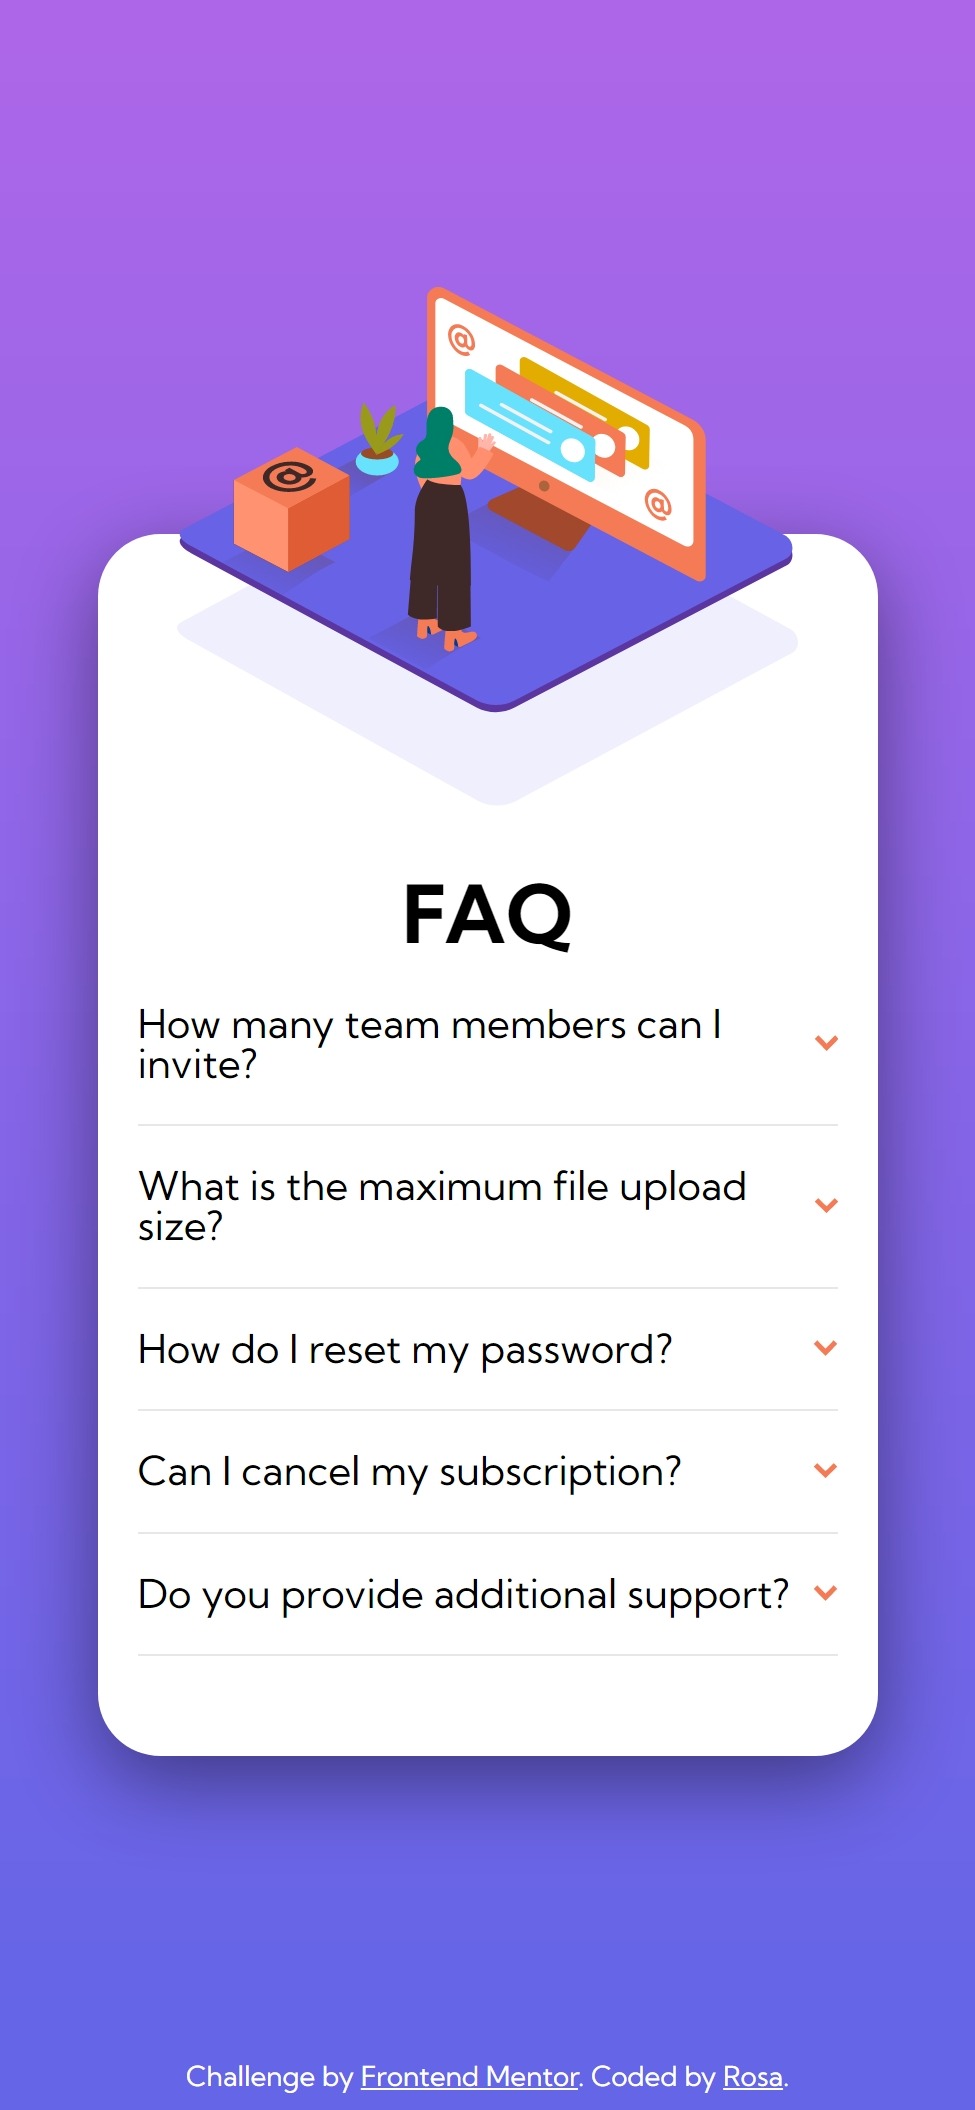 @
@
@
FAQ
How many team members can I
invite?
What is the maximum file upload
size?
How do I reset my password?
Can I cancel my subscription?
Do you provide additional support?
Challenge by Frontend Mentor. Coded by Rosa.